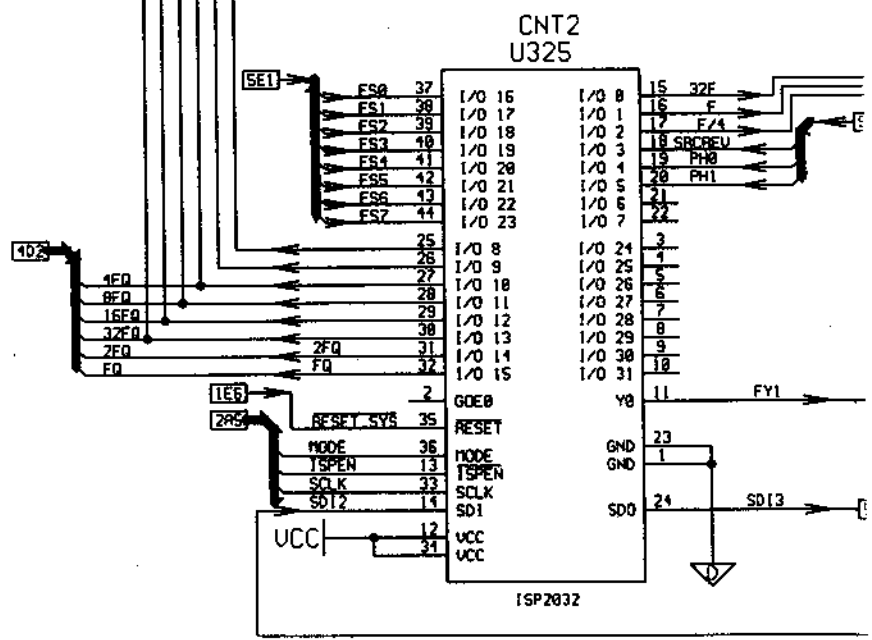 CNT2
U325
5E1
FS0 37 I/O 16 I/O 0 15 32F
FS1 38 I/O 17 I/O 1 16 F
FS2 39 I/O 18 I/O 2 17 F/4
FS3 40 I/O 19 I/O 3 18 SRCREV
FS4 41 I/O 20 I/O 4 19 PH0
FS5 42 I/O 21 I/O 5 20 PH1
FS6 43 I/O 22 I/O 6 21
FS7 44 I/O 23 I/O 7 22
4D2
25 I/O 8 I/O 24 3
26 I/O 9 I/O 25 4
4FQ 27 I/O 10 I/O 26 5
8FQ 28 I/O 11 I/O 27 6
16FQ 29 I/O 12 I/O 28 7
32FQ 30 I/O 13 I/O 29 8
2FQ 2FQ 31 I/O 14 I/O 30 9
FQ FQ 32 I/O 15 I/O 31 10
1E6
2 GOE0 Y0 11 FY1
2A5
RESET_SYS 35 RESET
MODE 36 MODE GND 23
ISPEN 13 ISPEN GND 1
SCLK 33 SCLK
SDI2 14 SDI SDO 24 SDI3
VCC 12 VCC
34 VCC
D
ISP2032